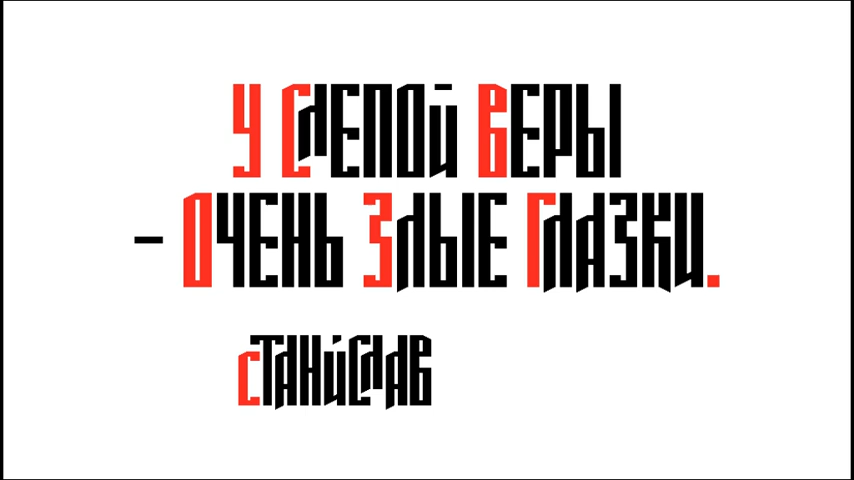 У Слепой Веры
– Очень Злые Глазки.
Станислав